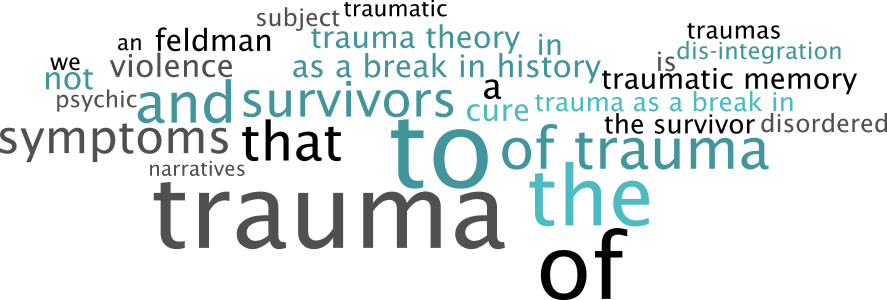 subject traumatic
an feldman trauma theory in traumas
we violence as a break in history is dis-integration
not psychic and survivors a traumatic memory
cure trauma as a break in
symptoms that to of trauma the survivor disordered
narratives
trauma the
of